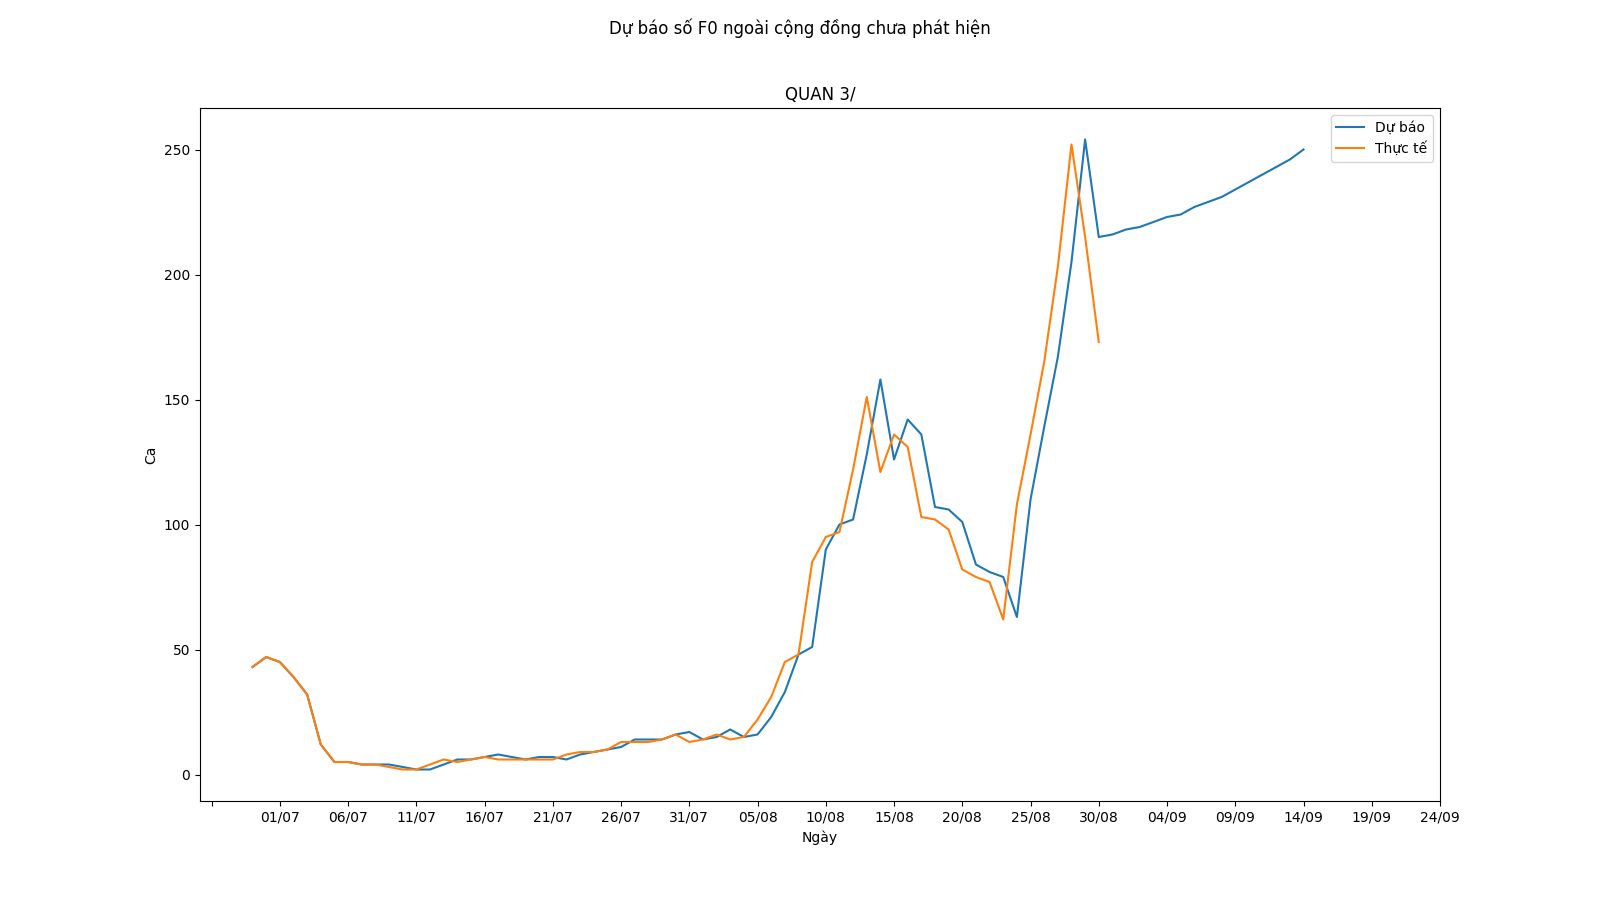 Dự báo số F0 ngoài cộng đồng chưa phát hiện
QUAN 3/
Dự báo
Thực tế
250
200
150
100
50
0
Ca
01/07 06/07 11/07 16/07 21/07 26/07 31/07 05/08 10/08 15/08 20/08 25/08 30/08 04/09 09/09 14/09 19/09 24/09
Ngày